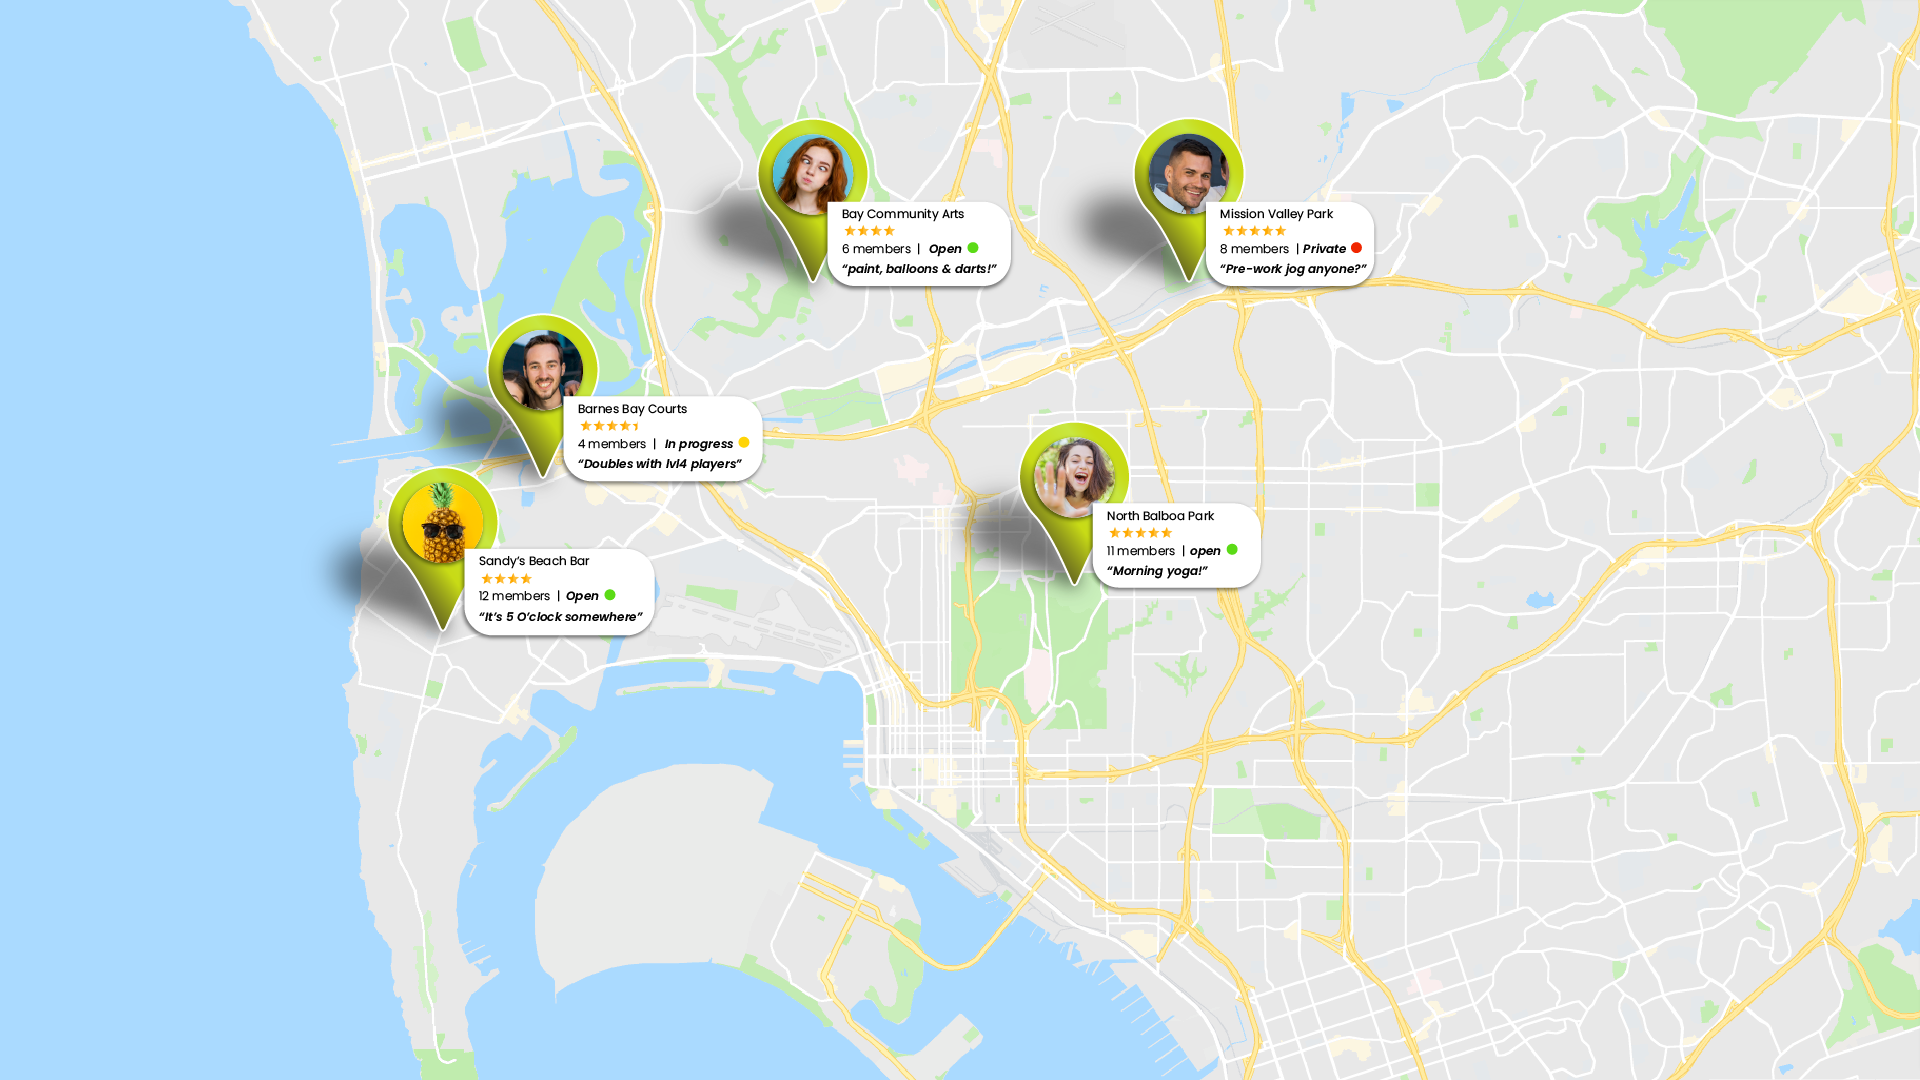 Bay Community Arts
6 members | Open
“paint, balloons & darts!”
Mission Valley Park
8 members | Private
“Pre-work jog anyone?”
Barnes Bay Courts
4 members | In progress
“Doubles with lvl4 players”
North Balboa Park
11 members | open
“Morning yoga!”
Sandy’s Beach Bar
12 members | Open
“It’s 5 O’clock somewhere”